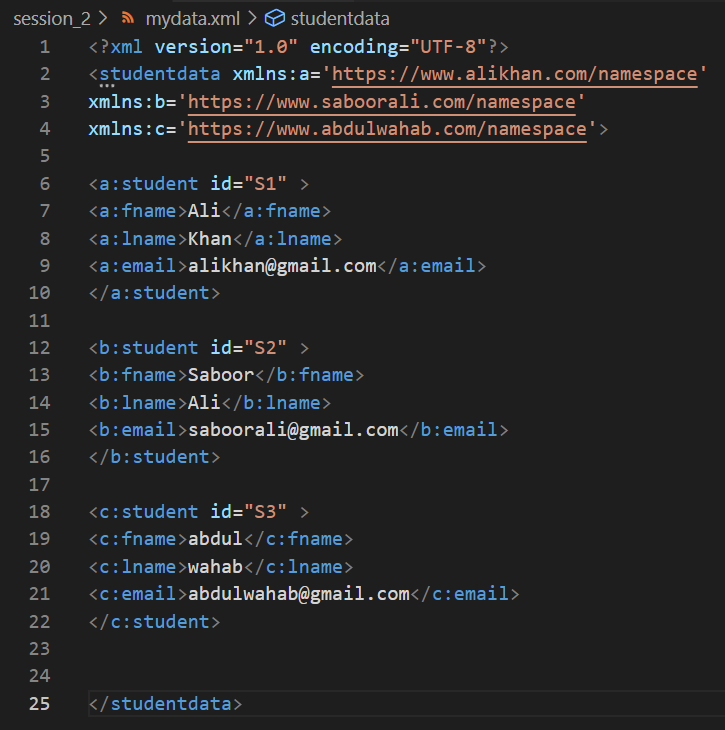 session_2 > mydata.xml > studentdata
1 <?xml version="1.0" encoding="UTF-8"?>
2 <studentdata xmlns:a='https://www.alikhan.com/namespace'
3 xmlns:b='https://www.saboorali.com/namespace'
4 xmlns:c='https://www.abdulwahab.com/namespace'>
5
6 <a:student id="S1" >
7 <a:fname>Ali</a:fname>
8 <a:lname>Khan</a:lname>
9 <a:email>alikhan@gmail.com</a:email>
10 </a:student>
11
12 <b:student id="S2" >
13 <b:fname>Saboor</b:fname>
14 <b:lname>Ali</b:lname>
15 <b:email>saboorali@gmail.com</b:email>
16 </b:student>
17
18 <c:student id="S3" >
19 <c:fname>abdul</c:fname>
20 <c:lname>wahab</c:lname>
21 <c:email>abdulwahab@gmail.com</c:email>
22 </c:student>
23
24
25 </studentdata>